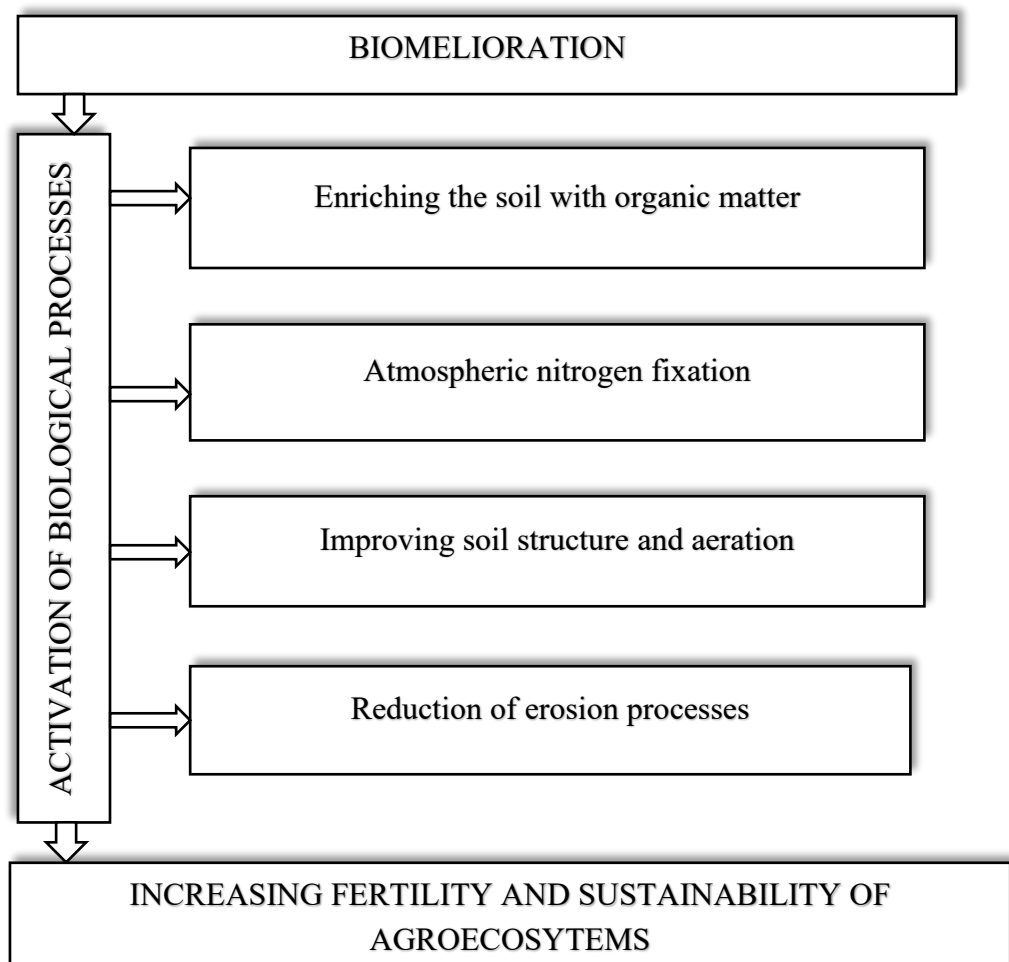 BIOMELIORATION
ACTIVATION OF BIOLOGICAL PROCESSES
Enriching the soil with organic matter
Atmospheric nitrogen fixation
Improving soil structure and aeration
Reduction of erosion processes
INCREASING FERTILITY AND SUSTAINABILITY OF
AGROECOSYTEMS